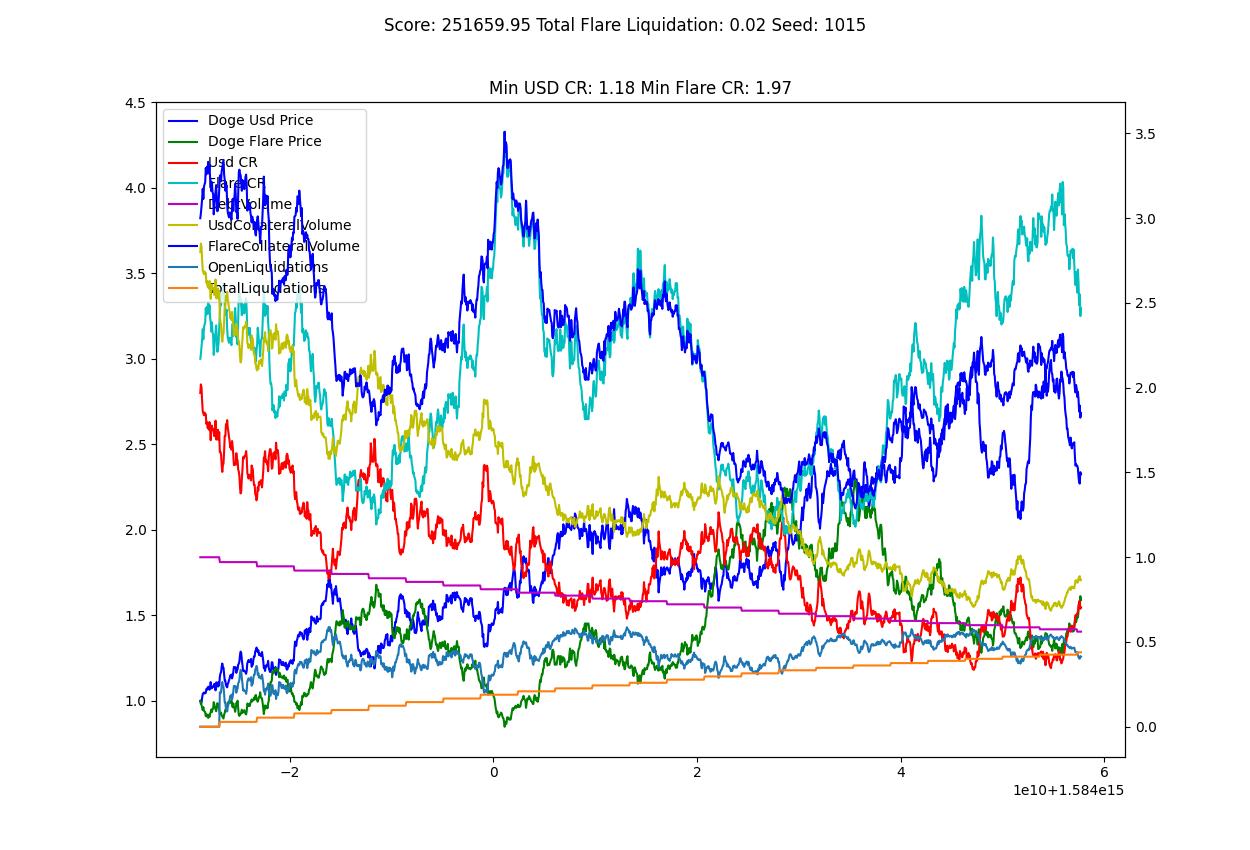 Score: 251659.95 Total Flare Liquidation: 0.02 Seed: 1015
Min USD CR: 1.18 Min Flare CR: 1.97
Doge Usd Price
Doge Flare Price
Usd CR
Flare CR
DebtVolume
UsdCollateralVolume
FlareCollateralVolume
OpenLiquidations
TotalLiquidations
4.5
4.0
3.5
3.0
2.5
2.0
1.5
1.0
3.5
3.0
2.5
2.0
1.5
1.0
0.5
0.0
−2 0 2 4 6
1e10+1.584e15